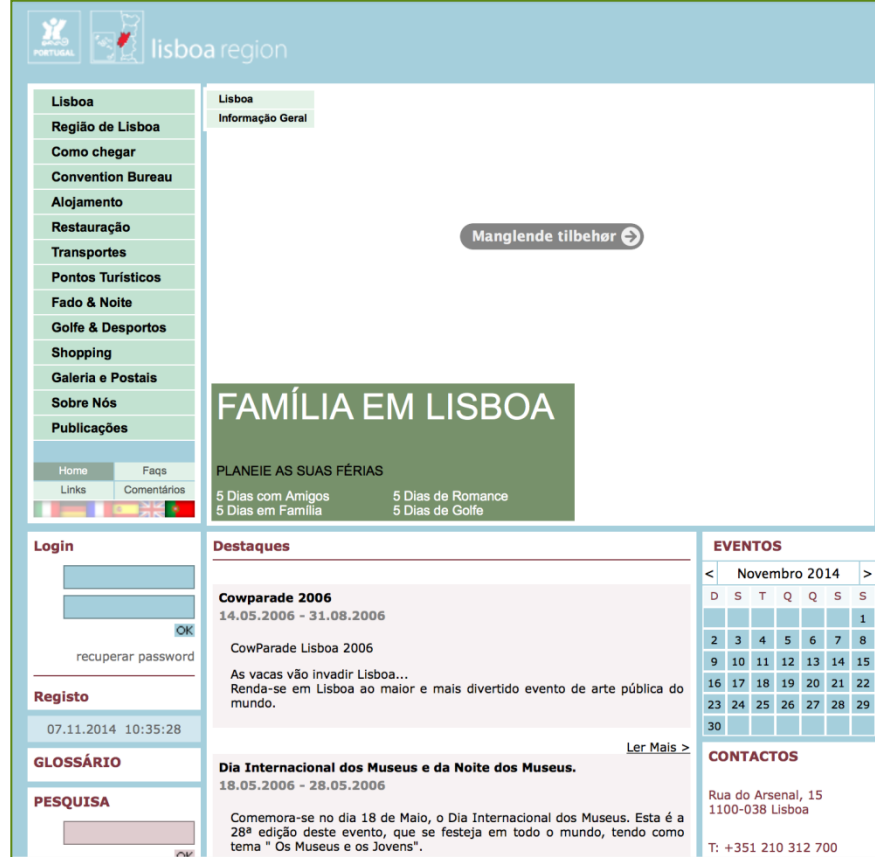 PORTUGAL
lisboa region
Lisboa
Região de Lisboa
Como chegar
Convention Bureau
Alojamento
Restauração
Transportes
Pontos Turísticos
Fado & Noite
Golfe & Desportos
Shopping
Galeria e Postais
Sobre Nós
Publicações
Home Faqs
Links Comentários
Lisboa
Informação Geral
Manglende tilbehør
FAMÍLIA EM LISBOA
PLANEIE AS SUAS FÉRIAS
5 Dias com Amigos 5 Dias de Romance
5 Dias em Família 5 Dias de Golfe
Login
OK
recuperar password
Registo
07.11.2014 10:35:28
GLOSSÁRIO
PESQUISA
OK
Destaques
Cowparade 2006
14.05.2006 - 31.08.2006
CowParade Lisboa 2006
As vacas vão invadir Lisboa...
Renda-se em Lisboa ao maior e mais divertido evento de arte pública do
mundo.
Ler Mais >
Dia Internacional dos Museus e da Noite dos Museus.
18.05.2006 - 28.05.2006
Comemora-se no dia 18 de Maio, o Dia Internacional dos Museus. Esta é a
28ª edição deste evento, que se festeja em todo o mundo, tendo como
tema " Os Museus e os Jovens".
EVENTOS
< Novembro 2014 >
D S T Q Q S S
1
2 3 4 5 6 7 8
9 10 11 12 13 14 15
16 17 18 19 20 21 22
23 24 25 26 27 28 29
30
CONTACTOS
Rua do Arsenal, 15
1100-038 Lisboa
T: +351 210 312 700